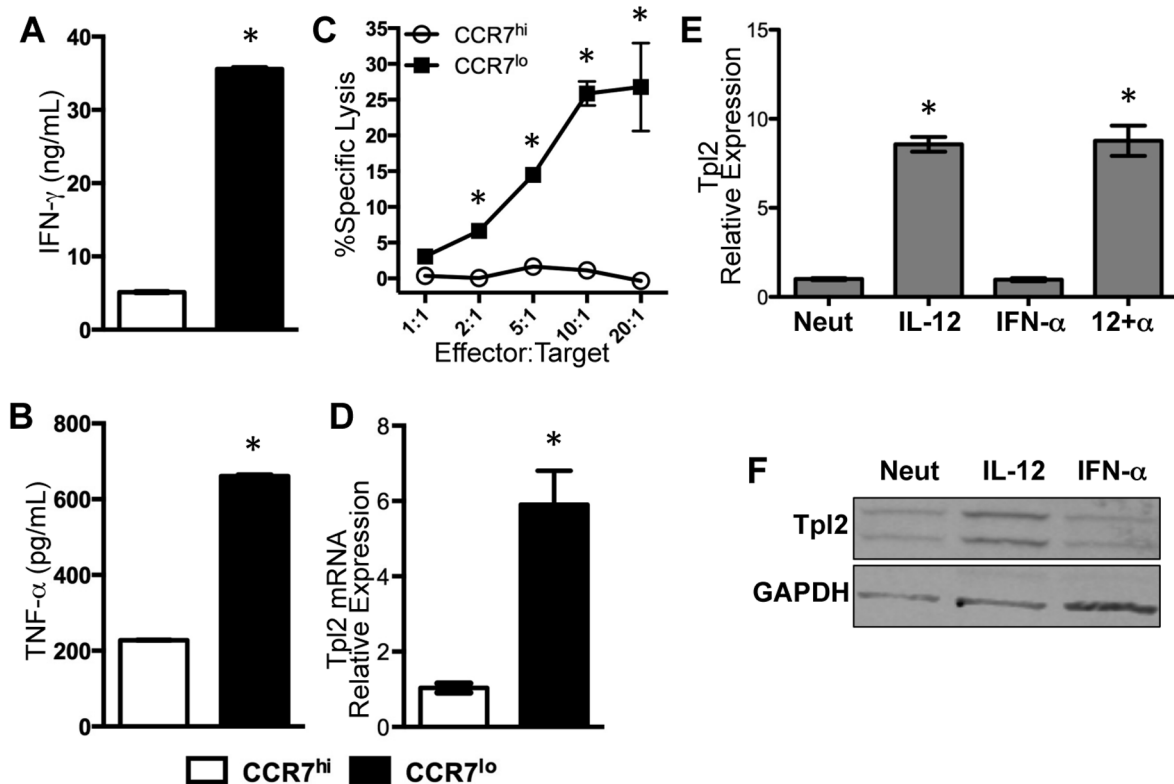 A
IFN-γ (ng/mL)
40
30
20
10
0
*
B
TNF-α (pg/mL)
800
600
400
200
0
*
C
%Specific Lysis
35
30
25
20
15
10
5
0
CCR7hi
CCR7lo
*
*
*
*
1:1
2:1
5:1
10:1
20:1
Effector:Target
D
Tpl2 mRNA
Relative Expression
8
6
4
2
0
*
CCR7hi
CCR7lo
E
Tpl2
Relative Expression
15
10
5
0
*
*
Neut IL-12 IFN-α 12+α
F
Neut IL-12 IFN-α
Tpl2
GAPDH